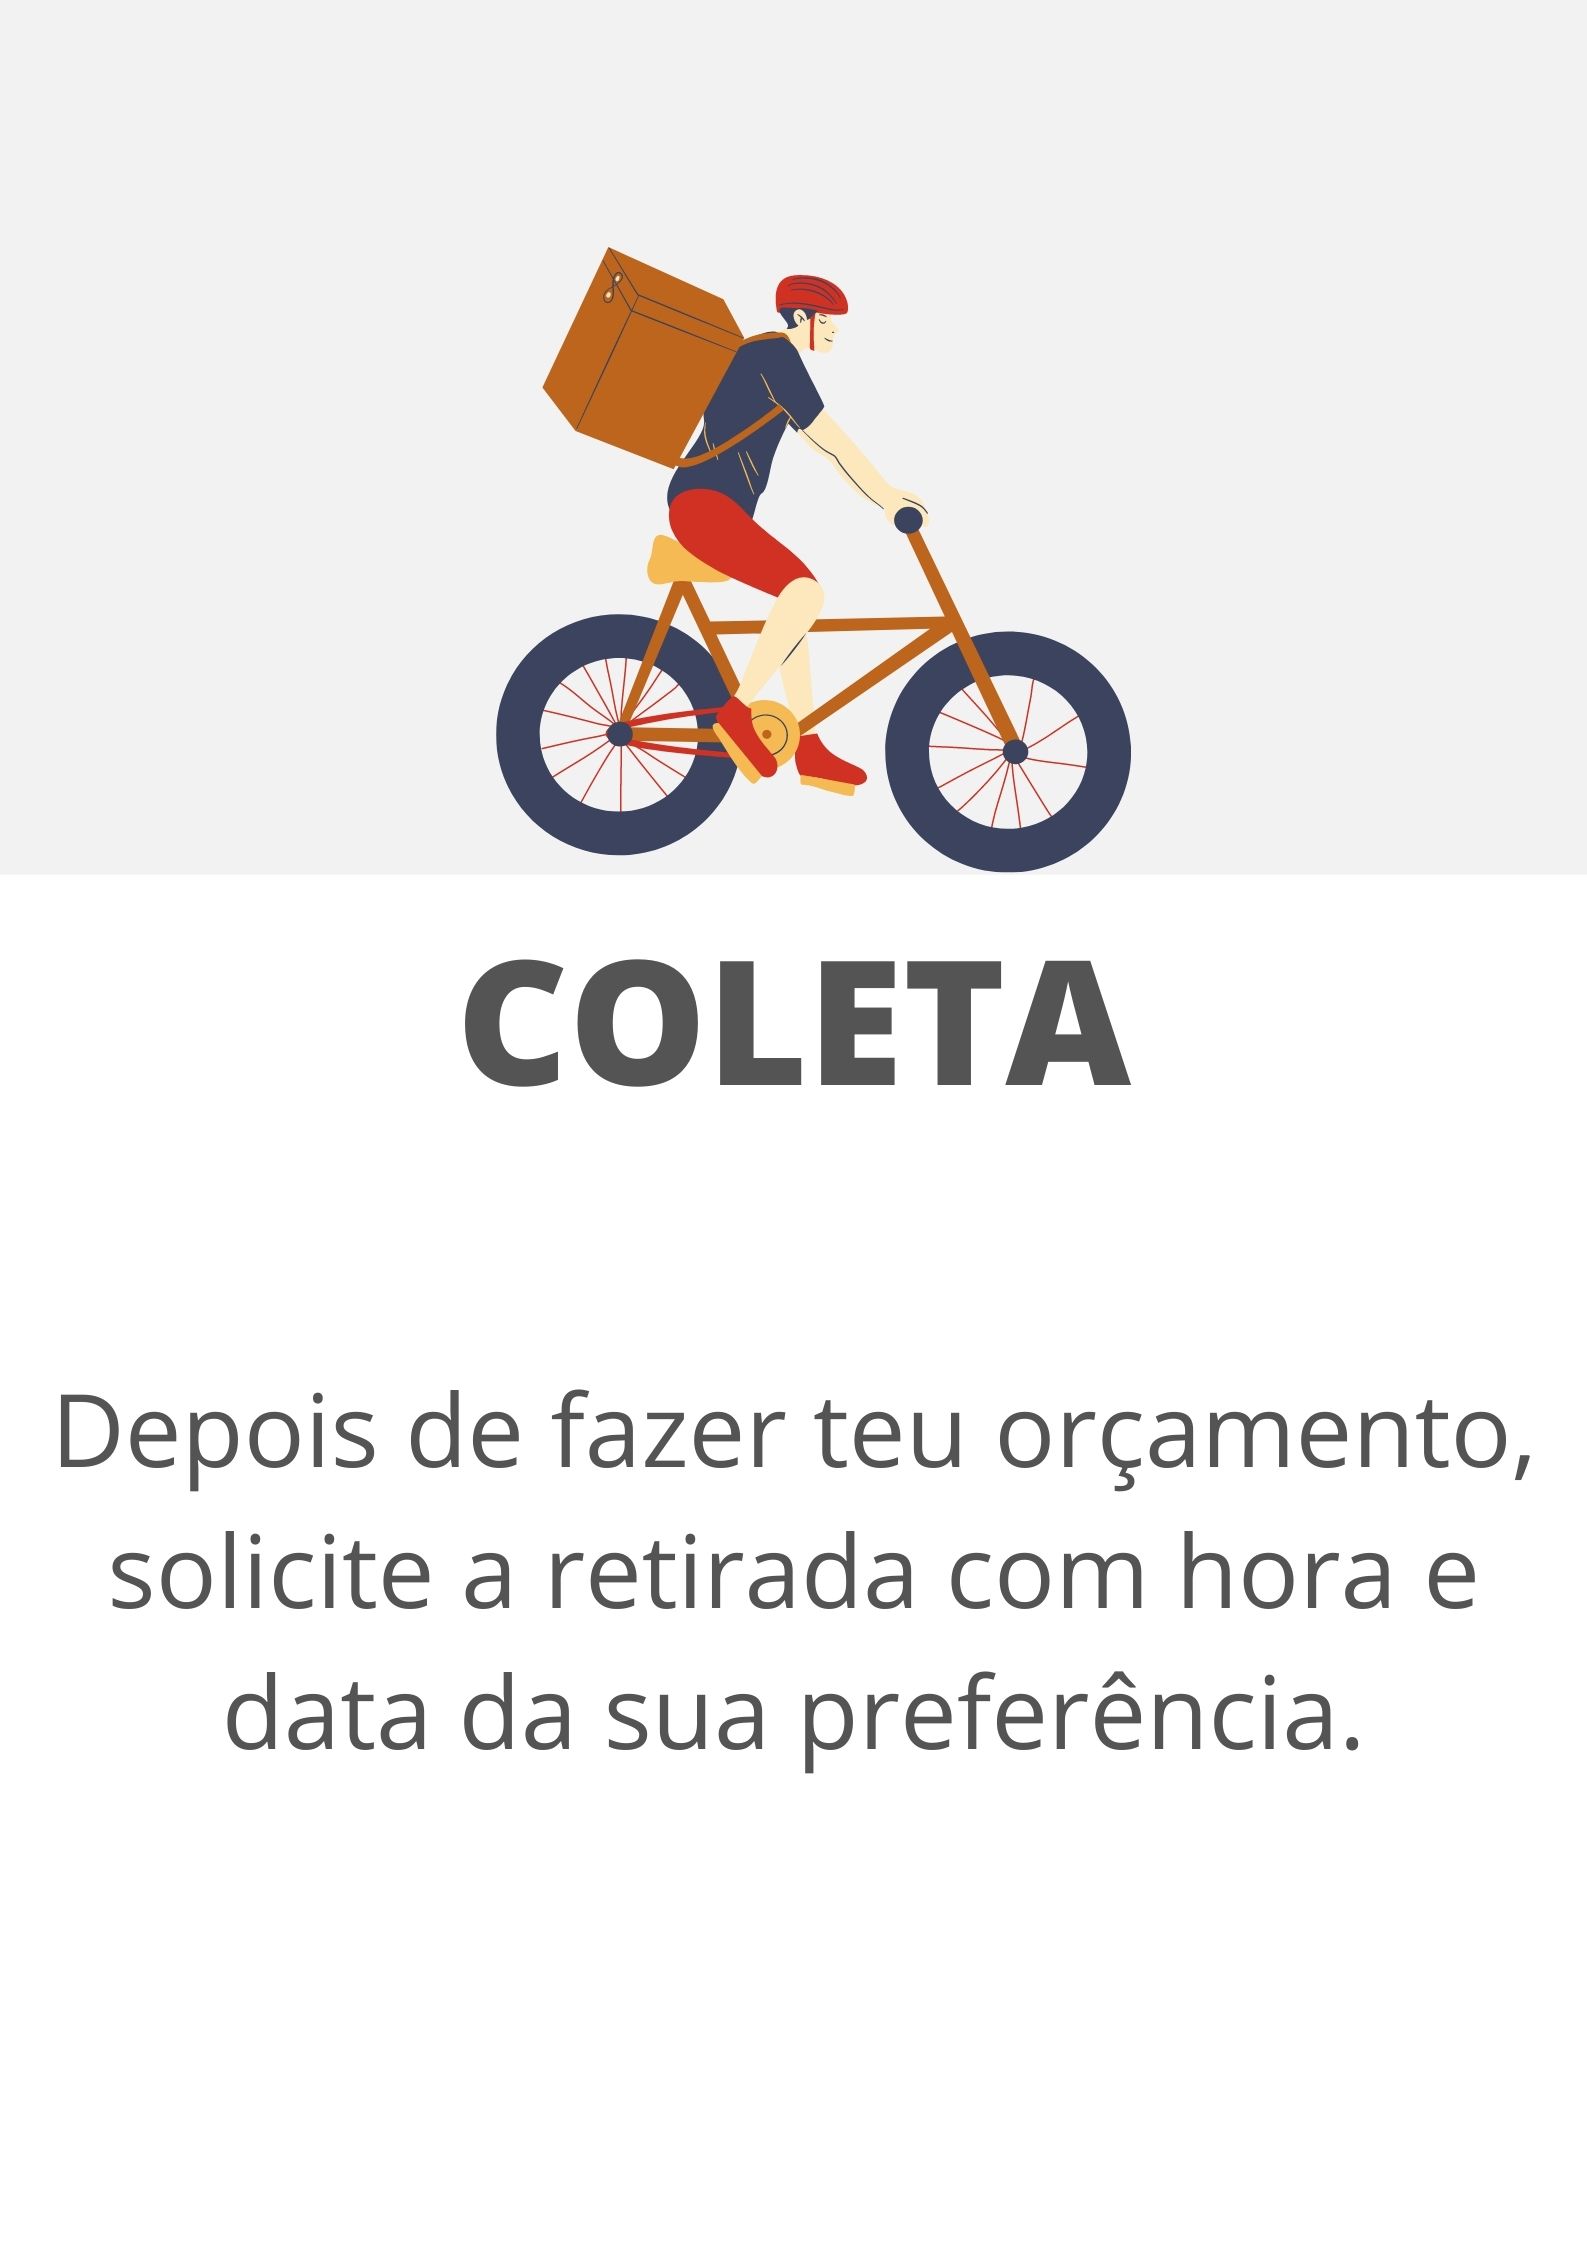 COLETA
Depois de fazer teu orçamento,
solicite a retirada com hora e
data da sua preferência.